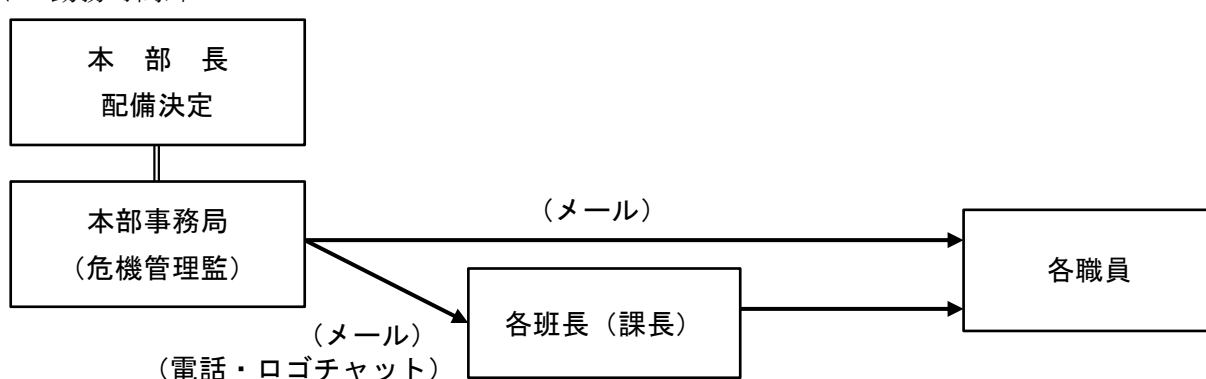 本　部　長
配備決定
本部事務局
（危機管理監）
（メール）
各職員
各班長（課長）
（メール）
（電話・ロゴチャット）